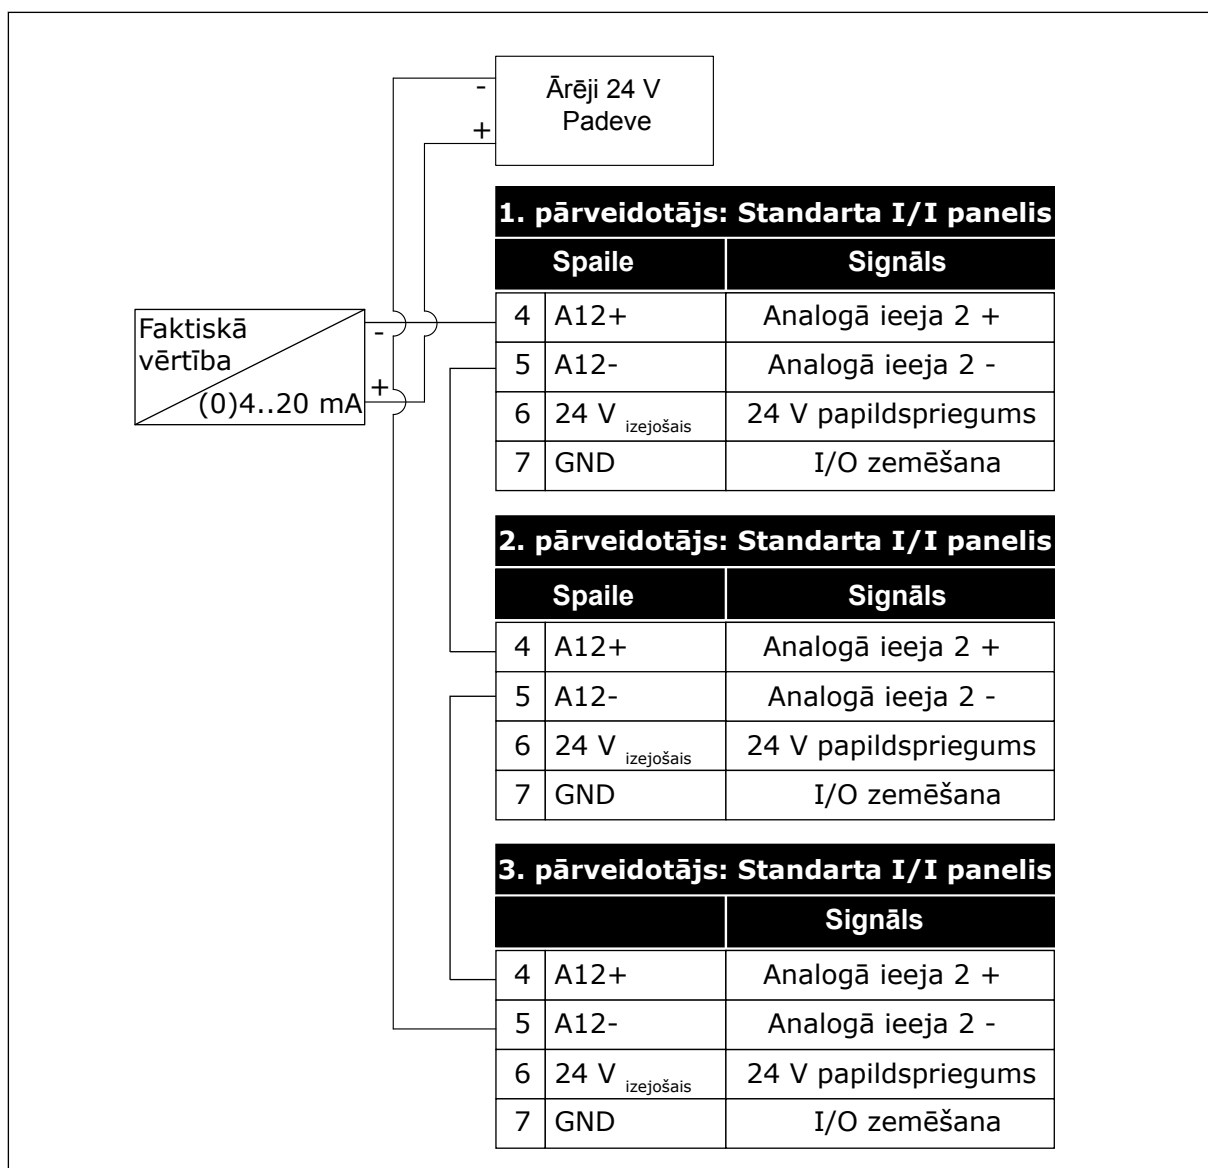 -
Ārēji 24 V
Padeve
+
1. pārveidotājs: Standarta I/I panelis
Spaile Signāls
4 A12+ Analogā ieeja 2 +
5 A12- Analogā ieeja 2 -
6 24 V izejošais 24 V papildspriegums
7 GND I/O zemēšana
Faktiskā
vērtība
(0)4..20 mA
-
+
2. pārveidotājs: Standarta I/I panelis
Spaile Signāls
4 A12+ Analogā ieeja 2 +
5 A12- Analogā ieeja 2 -
6 24 V izejošais 24 V papildspriegums
7 GND I/O zemēšana
3. pārveidotājs: Standarta I/I panelis
Signāls
4 A12+ Analogā ieeja 2 +
5 A12- Analogā ieeja 2 -
6 24 V izejošais 24 V papildspriegums
7 GND I/O zemēšana